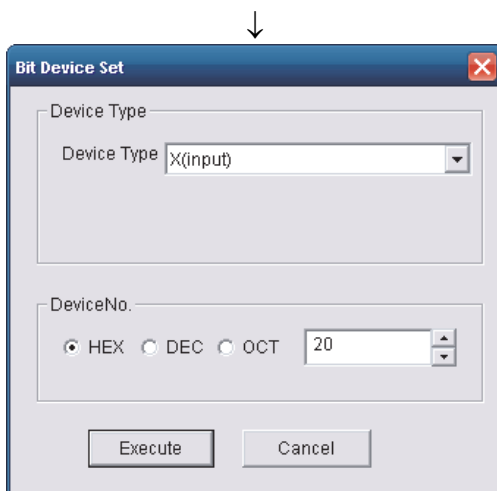 Bit Device Set
Device Type
Device Type X(input)
DeviceNo.
HEX DEC OCT 20
Execute Cancel